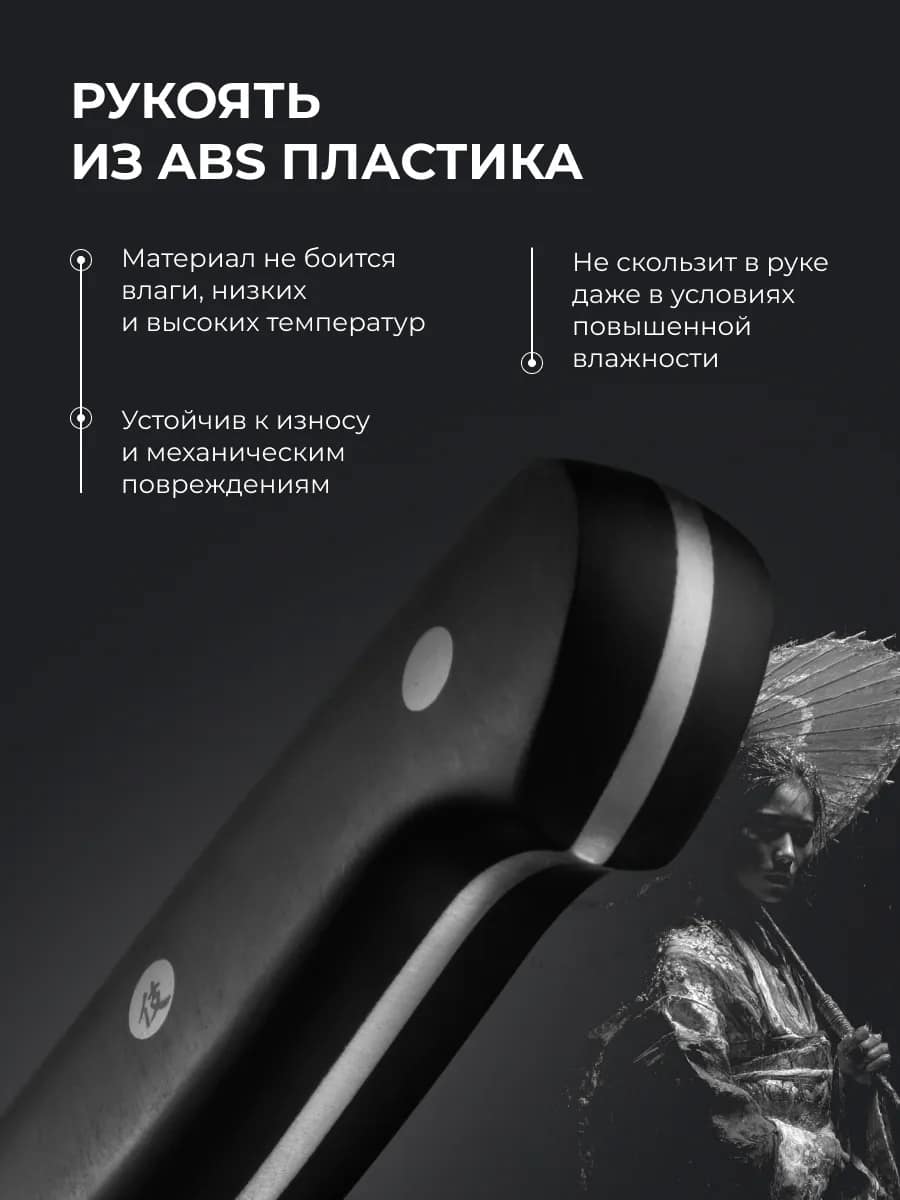 РУКОЯТЬ
ИЗ ABS ПЛАСТИКА
Материал не боится
влаги, низких
и высоких температур
Устойчив к износу
и механическим
повреждениям
Не скользит в руке
даже в условиях
повышенной
влажности